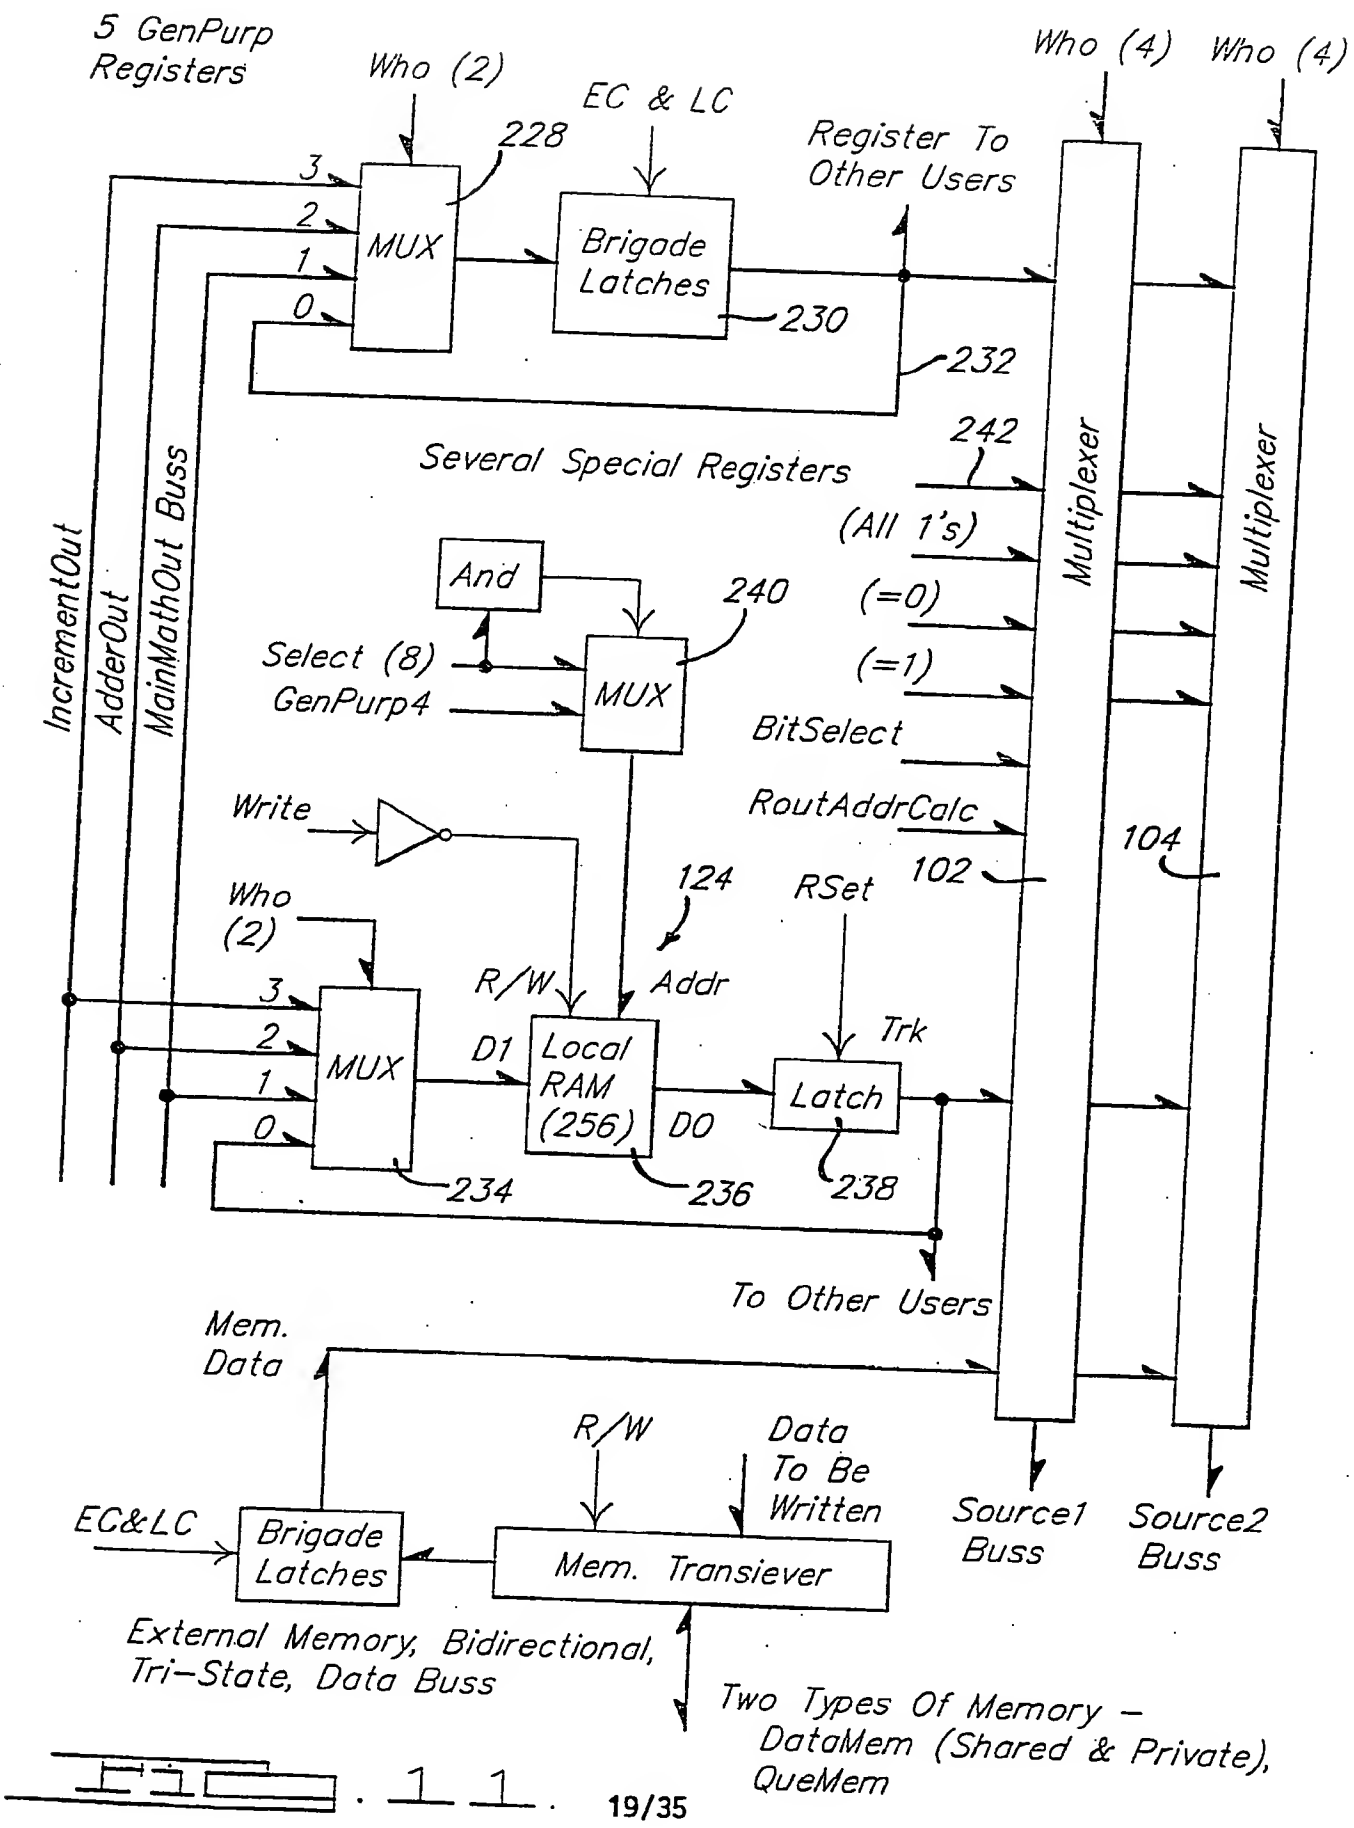 5 GenPurp
Registers
Who (2)
EC & LC
Register To
Other Users
Who (4)
Who (4)
228
3
2
1
0
MUX
Brigade
Latches
230
232
242
Several Special Registers
(All 1's)
(=0)
(=1)
BitSelect
RoutAddrCalc
Multiplexer
Multiplexer
102
104
IncrementOut
AdderOut
MainMathOut Buss
And
240
Select (8)
GenPurp4
MUX
Write
124
RSet
Who
(2)
R/W
Addr
Trk
3
2
1
0
MUX
D1
Local
RAM
(256)
DO
Latch
234
236
238
To Other Users
Mem.
Data
R/W
Data
To Be
Written
EC&LC
Brigade
Latches
Mem. Transiever
Source1
Buss
Source2
Buss
External Memory, Bidirectional,
Tri-State, Data Buss
Two Types Of Memory -
DataMem (Shared & Private),
QueMem
19/35